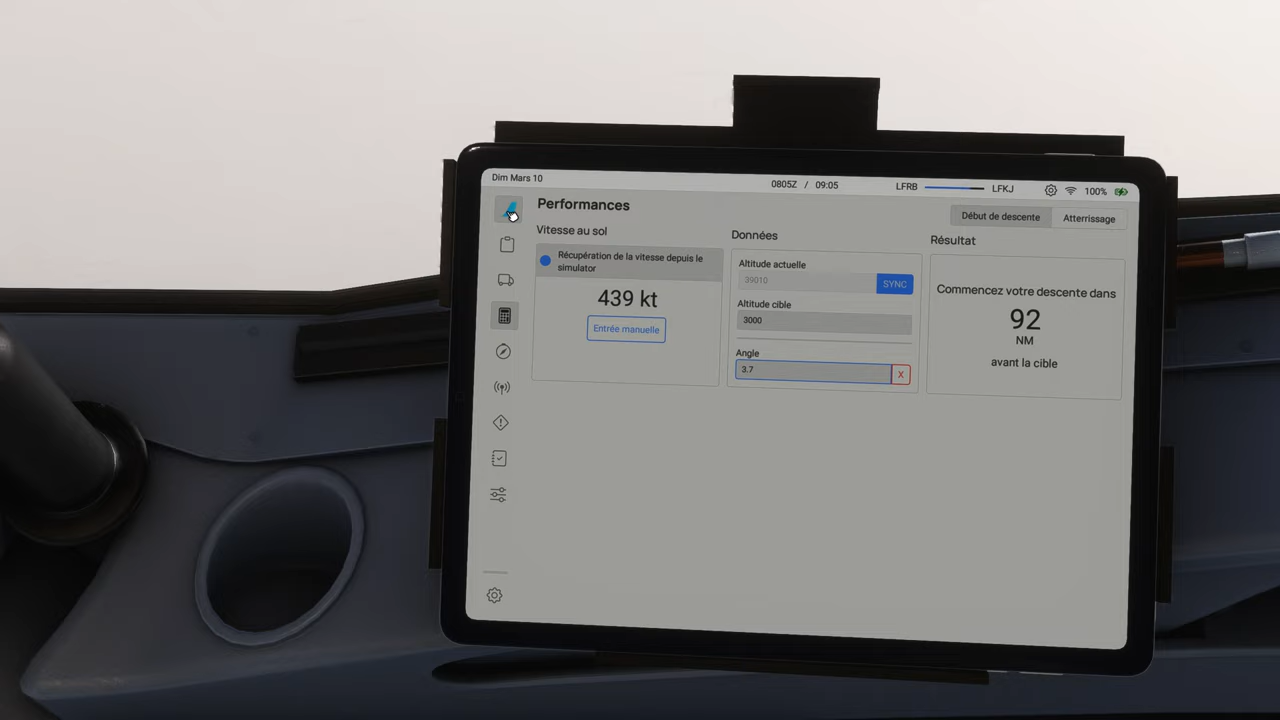 Dim Mars 10
0805Z / 09:05
LFRB
LFKJ
100%
Performances
Début de descente
Atterrissage
Vitesse au sol
Récupération de la vitesse depuis le
simulator
439 kt
Entrée manuelle
Données
Altitude actuelle
39010
SYNC
Altitude cible
3000
Angle
3.7
X
Résultat
Commencez votre descente dans
92
NM
avant la cible